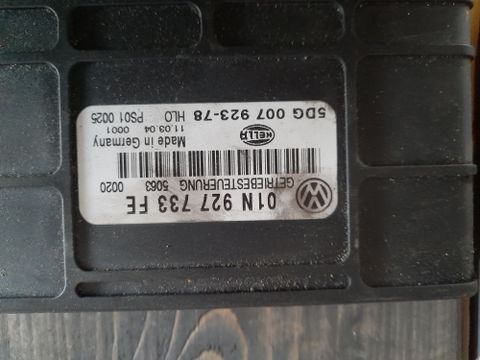 01N 927 733 FE
GETRIEBESTEUERUNG 5063 0020
HELLA Made in Germany
11.03.04 0001
5DG 007 923-78 HLO PS01 0025